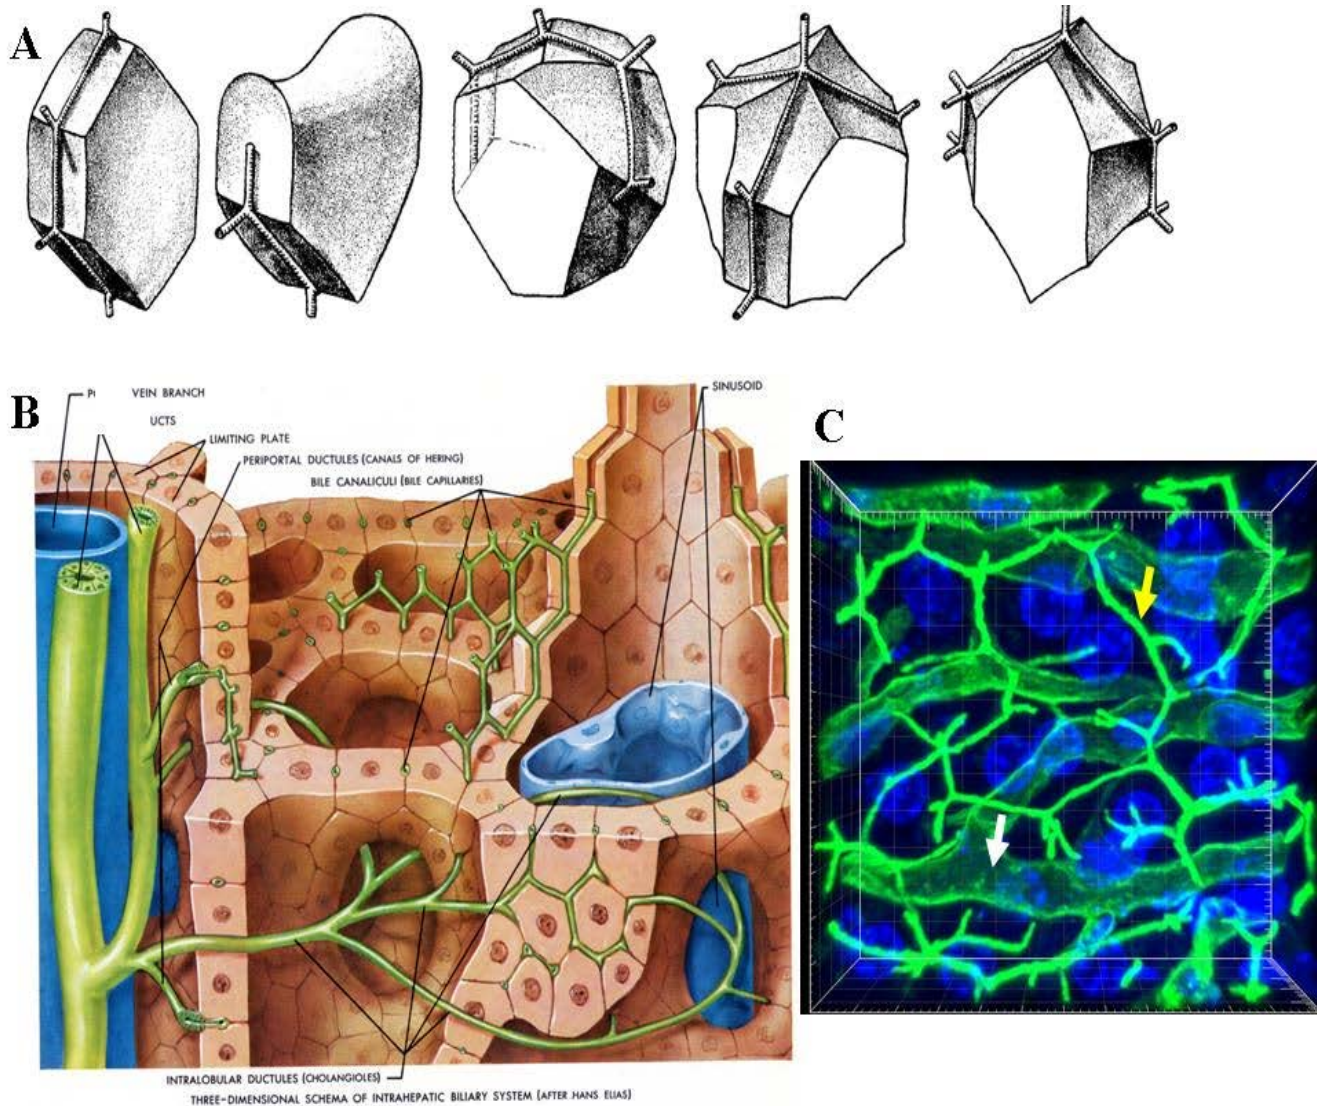 A
B
VEIN BRANCH
UCTS
LIMITING PLATE
PERIPORTAL DUCTULES (CANALS OF HERING)
BILE CANALICULI (BILE CAPILLARIES)
SINUSOID
C
INTRALOBULAR DUCTULES (CHOLANGIOLES)
THREE-DIMENSIONAL SCHEMA OF INTRAHEPATIC BILIARY SYSTEM (AFTER HANS ELIAS)